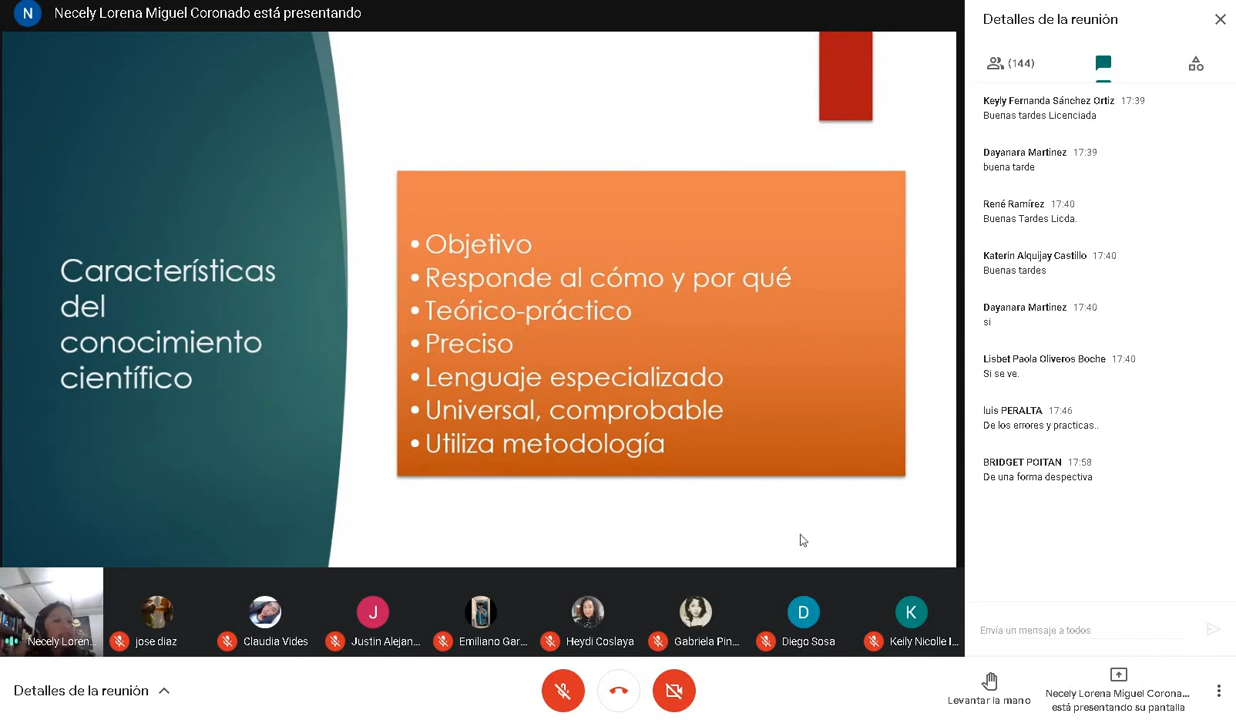 N Necely Lorena Miguel Coronado está presentando
Características
del
conocimiento
científico
• Objetivo
• Responde al cómo y por qué
• Teórico-práctico
• Preciso
• Lenguaje especializado
• Universal, comprobable
• Utiliza metodología
Necely Loren...
jose diaz
Claudia Vides
J
Justin Alejan...
Emiliano Gar...
Heydi Coslaya
Gabriela Pin...
D
Diego Sosa
K
Keily Nicolle I...
Detalles de la reunión
(144)
Keyly Fernanda Sánchez Ortiz 17:39
Buenas tardes Licenciada
Dayanara Martinez 17:39
buena tarde
René Ramírez 17:40
Buenas Tardes Licda.
Katerin Alquijay Castillo 17:40
Buenas tardes
Dayanara Martinez 17:40
si
Lisbet Paola Oliveros Boche 17:40
Si se ve.
luis PERALTA 17:46
De los errores y practicas..
BRIDGET POITAN 17:58
De una forma despectiva
Envía un mensaje a todos
Detalles de la reunión
Levantar la mano
Necely Lorena Miguel Corona...
está presentando su pantalla